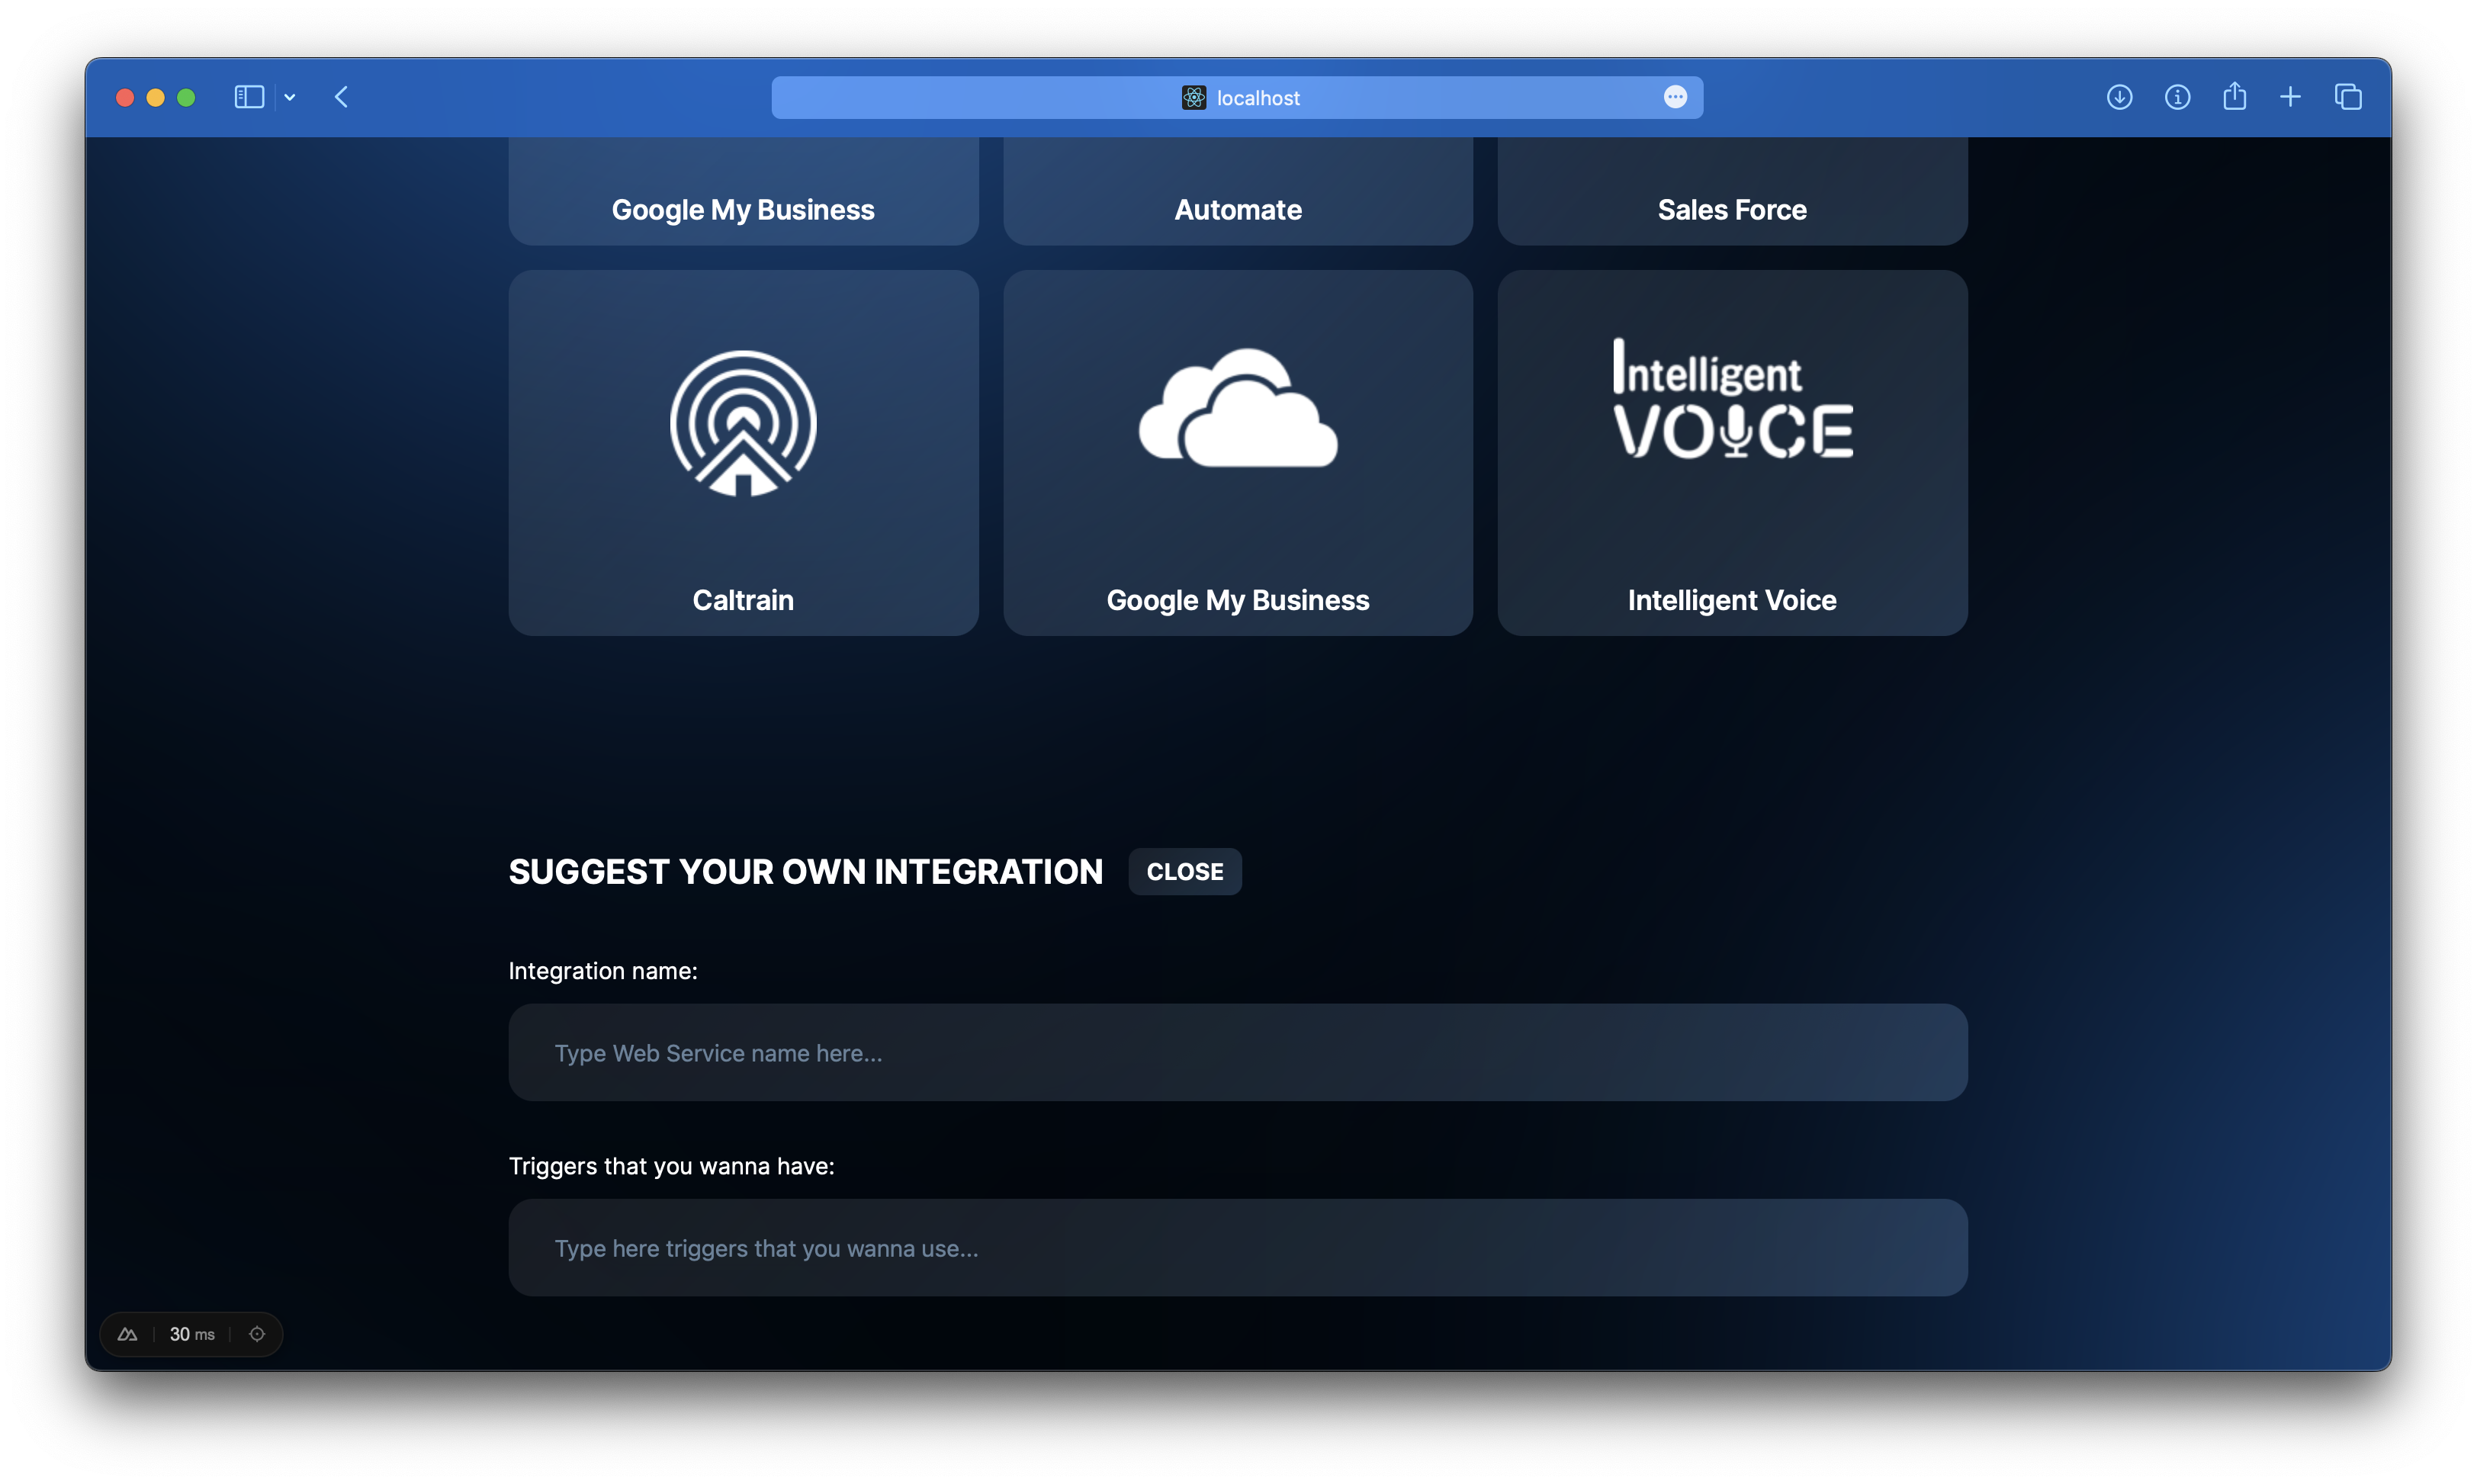 localhost
Google My Business
Automate
Sales Force
Intelligent
VOICE
Caltrain
Google My Business
Intelligent Voice
SUGGEST YOUR OWN INTEGRATION
CLOSE
Integration name:
Type Web Service name here...
Triggers that you wanna have:
Type here triggers that you wanna use...
30 ms